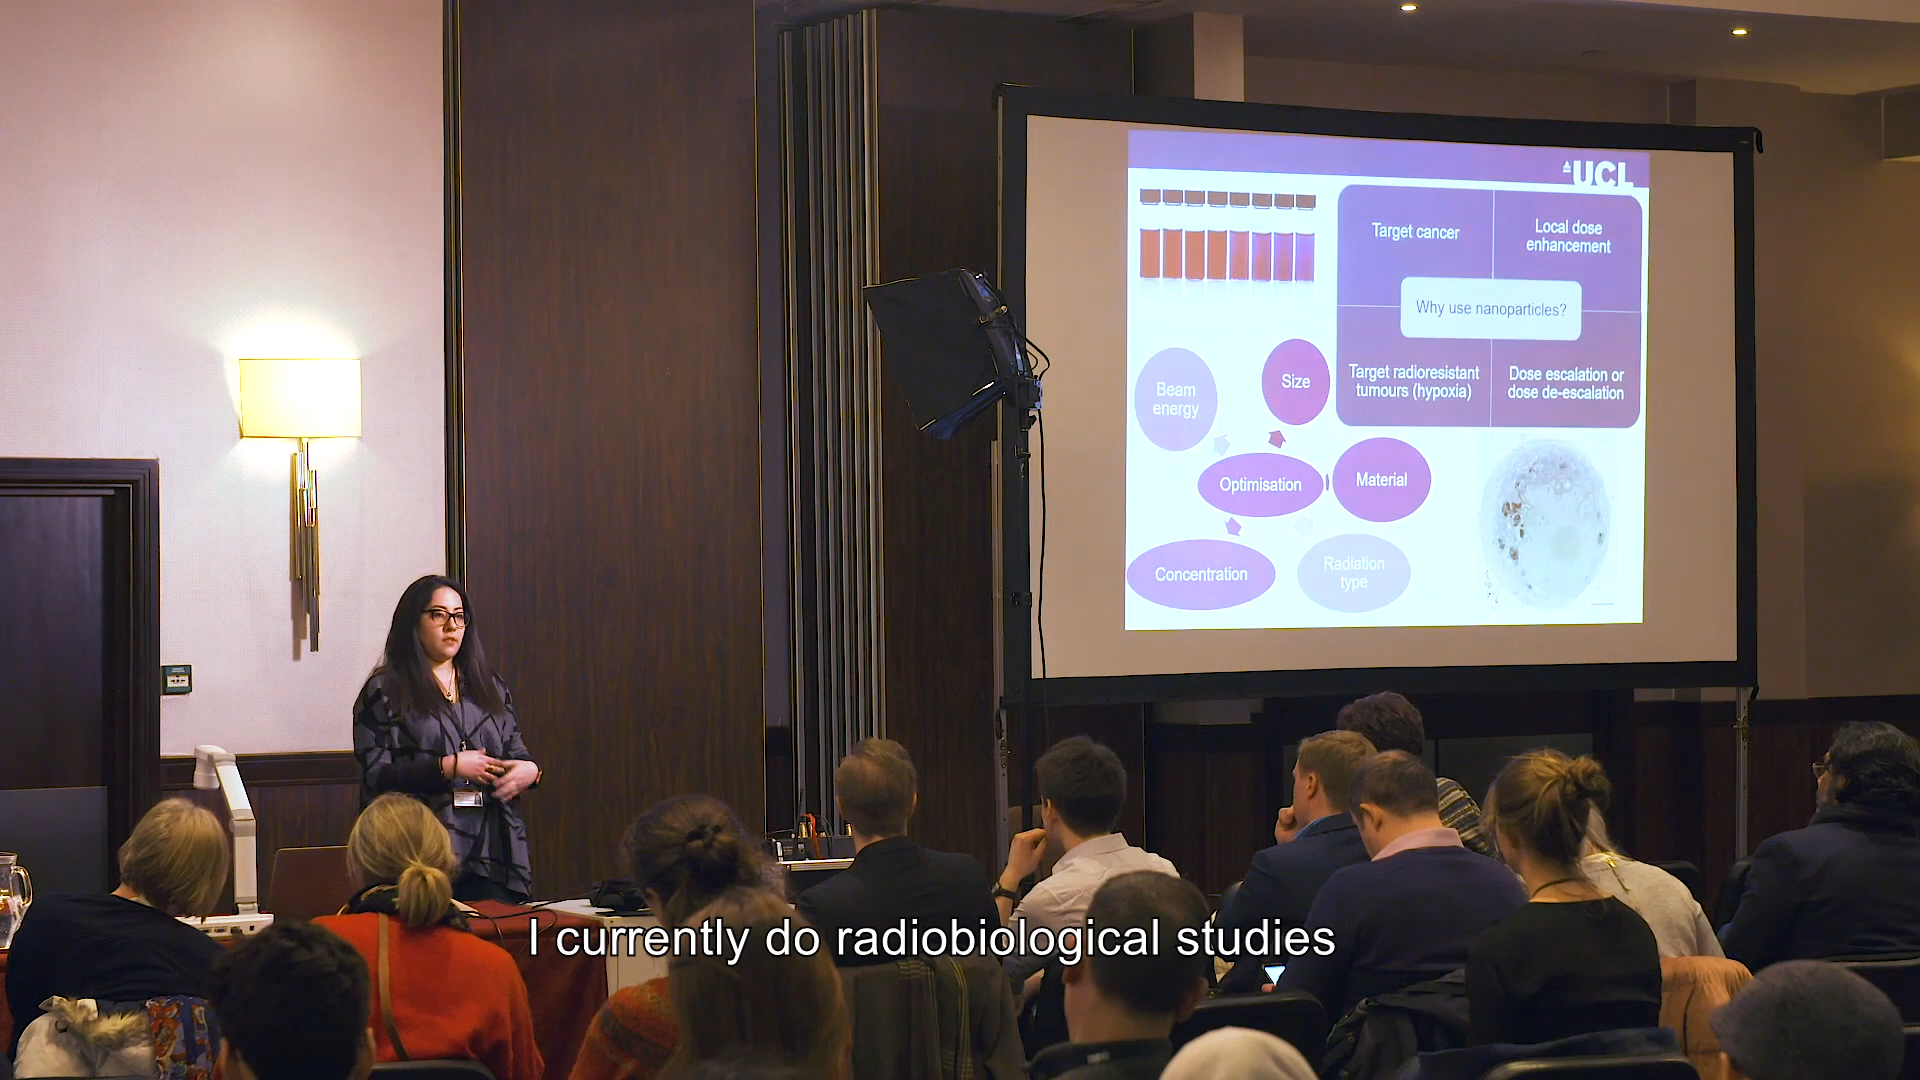 UCL
Target cancer
Local dose
enhancement
Why use nanoparticles?
Target radioresistant
tumours (hypoxia)
Dose escalation or
dose de-escalation
Beam
energy
Size
Optimisation
Material
Concentration
Radiation
type
I currently do radiobiological studies